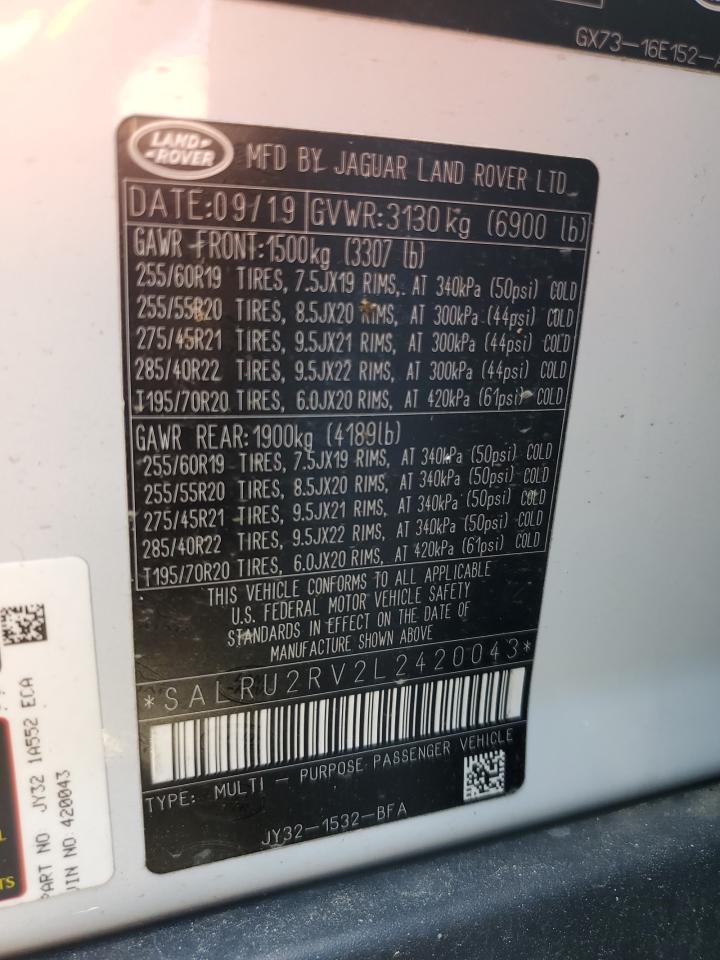 GX73-16E152-A
LAND
ROVER
MFD BY JAGUAR LAND ROVER LTD
DATE:09/19 GVWR:3130 kg (6900 lb)
GAWR FRONT:1500kg (3307 lb)
255/60R19 TIRES, 7.5JX19 RIMS, AT 340kPa (50psi) COLD
255/55R20 TIRES, 8.5JX20 RIMS, AT 300kPa (44psi) COLD
275/45R21 TIRES, 9.5JX21 RIMS, AT 300kPa (44psi) COLD
285/40R22 TIRES, 9.5JX22 RIMS, AT 300kPa (44psi) COLD
T195/70R20 TIRES, 6.0JX20 RIMS, AT 420kPa (61psi) COLD
GAWR REAR:1900kg (4189lb)
255/60R19 TIRES, 7.5JX19 RIMS, AT 340kPa (50psi) COLD
255/55R20 TIRES, 8.5JX20 RIMS, AT 340kPa (50psi) COLD
275/45R21 TIRES, 9.5JX21 RIMS, AT 340kPa (50psi) COLD
285/40R22 TIRES, 9.5JX22 RIMS, AT 340kPa (50psi) COLD
T195/70R20 TIRES, 6.0JX20 RIMS, AT 420kPa (61psi) COLD
THIS VEHICLE CONFORMS TO ALL APPLICABLE
U.S. FEDERAL MOTOR VEHICLE SAFETY
STANDARDS IN EFFECT ON THE DATE OF
MANUFACTURE SHOWN ABOVE
*SALRU2RV2L2420043*
TYPE: MULTI - PURPOSE PASSENGER VEHICLE
JY32-1532-BFA
PART NO JY32 1A552 ECA
VIN NO 420043